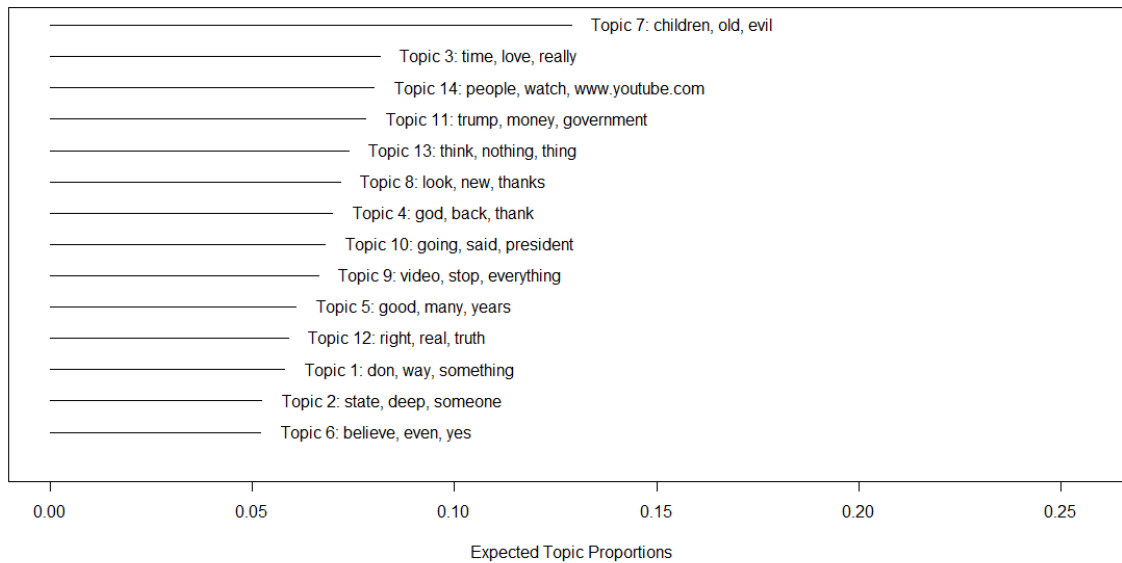 Topic 7: children, old, evil
Topic 3: time, love, really
Topic 14: people, watch, www.youtube.com
Topic 11: trump, money, government
Topic 13: think, nothing, thing
Topic 8: look, new, thanks
Topic 4: god, back, thank
Topic 10: going, said, president
Topic 9: video, stop, everything
Topic 5: good, many, years
Topic 12: right, real, truth
Topic 1: don, way, something
Topic 2: state, deep, someone
Topic 6: believe, even, yes
0.00 0.05 0.10 0.15 0.20 0.25
Expected Topic Proportions